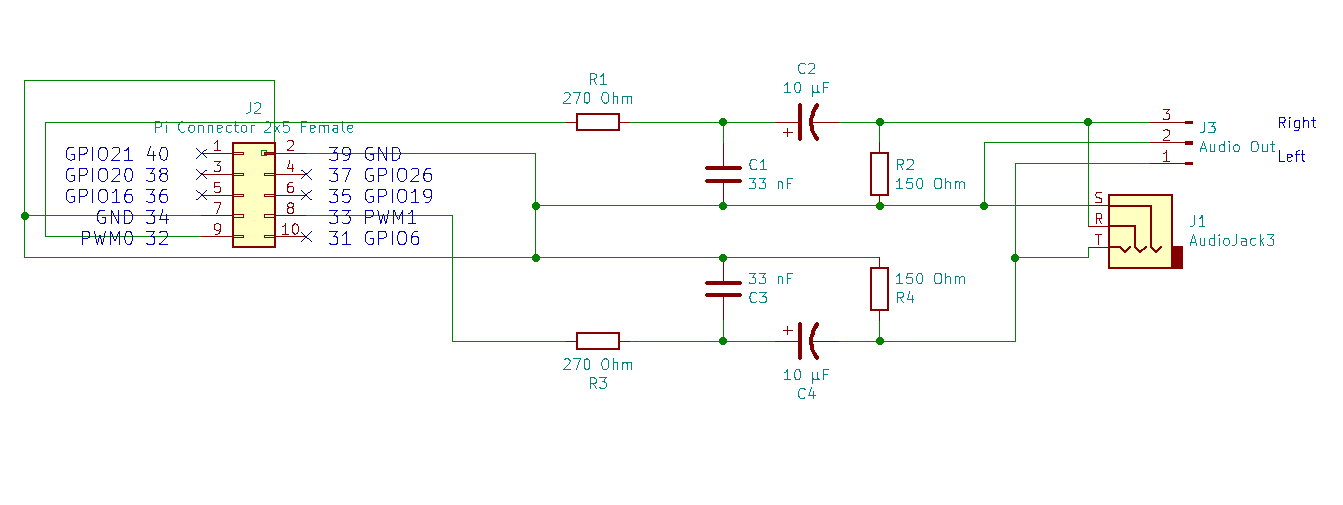 C2
10 µF
R1
270 Ohm
J2
Pi Connector 2x5 Female
+
3
2
1
J3
Audio Out
Right
Left
GPIO21 40
1
2
39 GND
GPIO20 38
3
4
37 GPIO26
GPIO16 36
5
6
35 GPIO19
GND 34
7
8
33 PWM1
PWM0 32
9
10
31 GPIO6
C1
33 nF
R2
150 Ohm
S
R
T
J1
AudioJack3
33 nF
C3
150 Ohm
R4
+
270 Ohm
R3
10 µF
C4